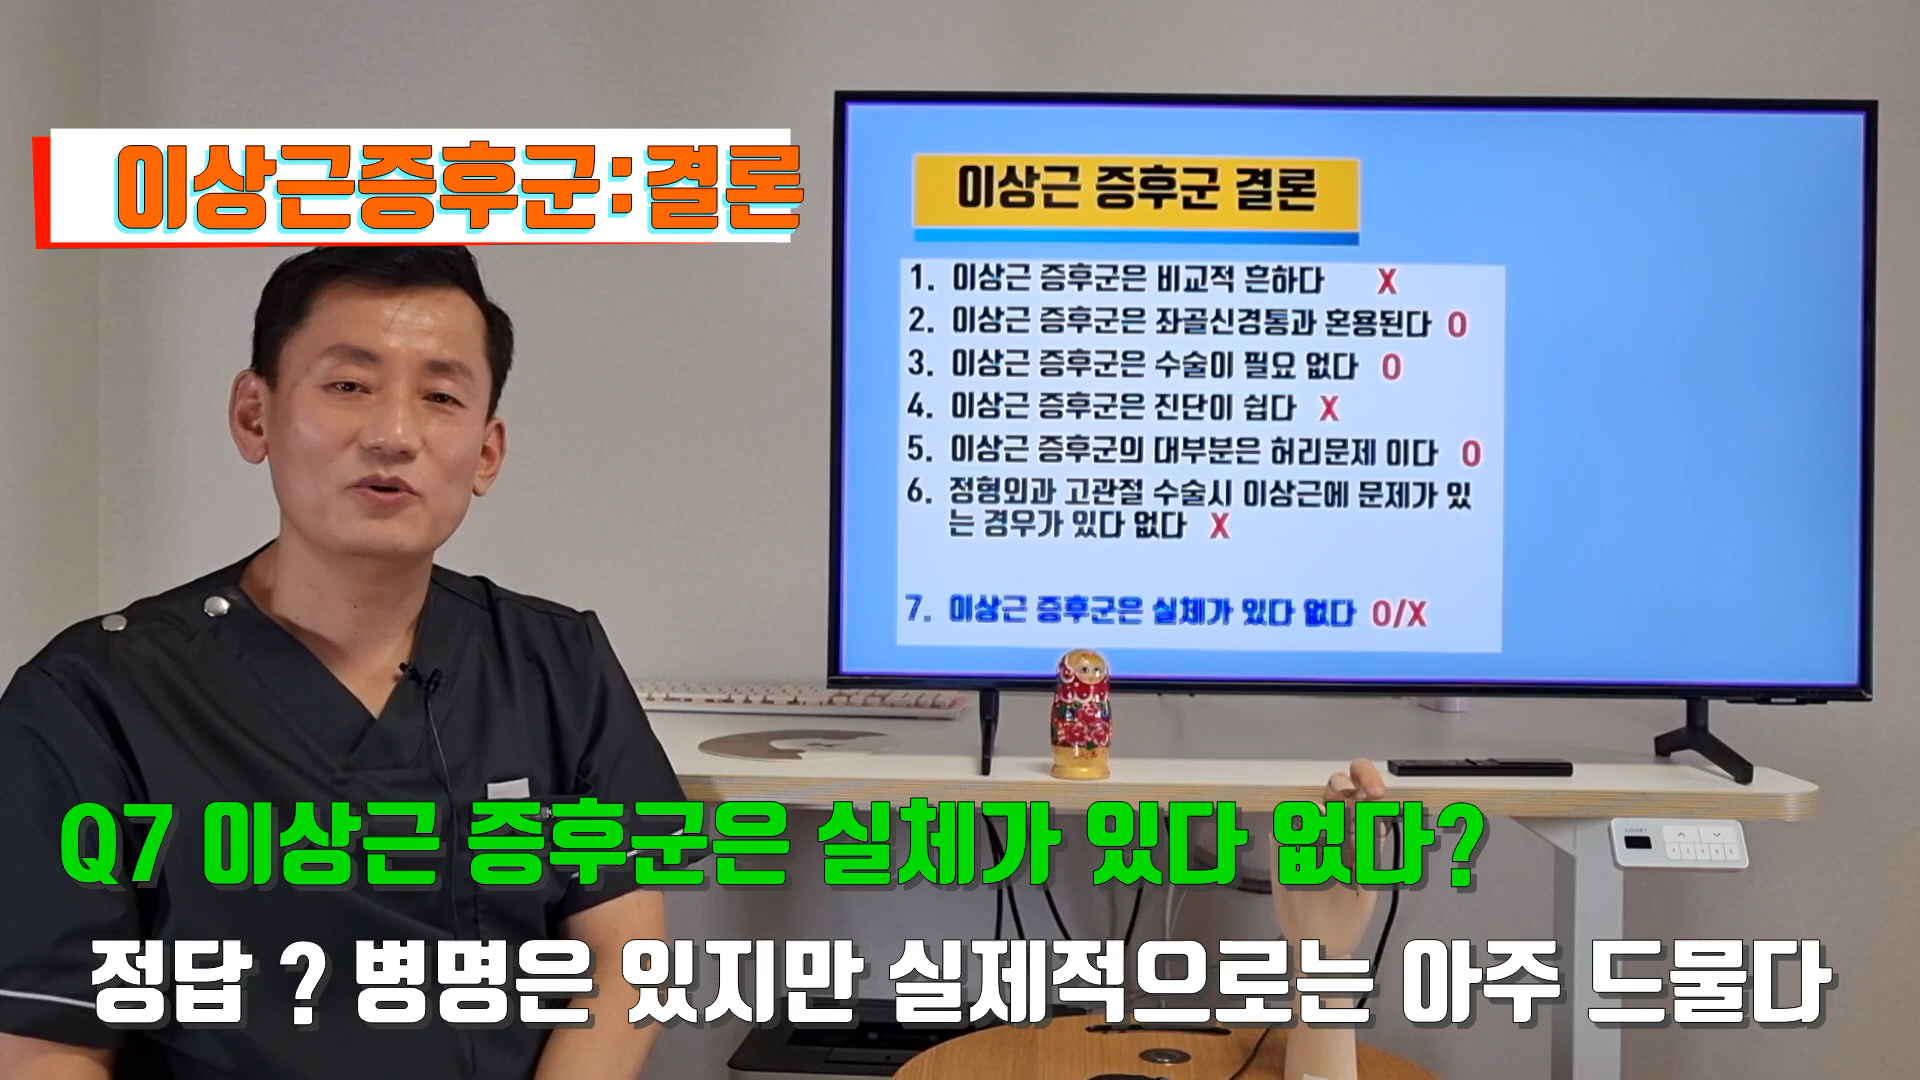 이상근증후군:결론
이상근 증후군 결론
1. 이상근 증후군은 비교적 흔하다 X
2. 이상근 증후군은 좌골신경통과 혼용된다 O
3. 이상근 증후군은 수술이 필요 없다 O
4. 이상근 증후군은 진단이 쉽다 X
5. 이상근 증후군의 대부분은 허리문제 이다 O
6. 정형외과 고관절 수술시 이상근에 문제가 있
는 경우가 있다 없다 X
7. 이상근 증후군은 실체가 있다 없다 O/X
Q7 이상근 증후군은 실체가 있다 없다?
정답 ? 병명은 있지만 실제적으로는 아주 드물다